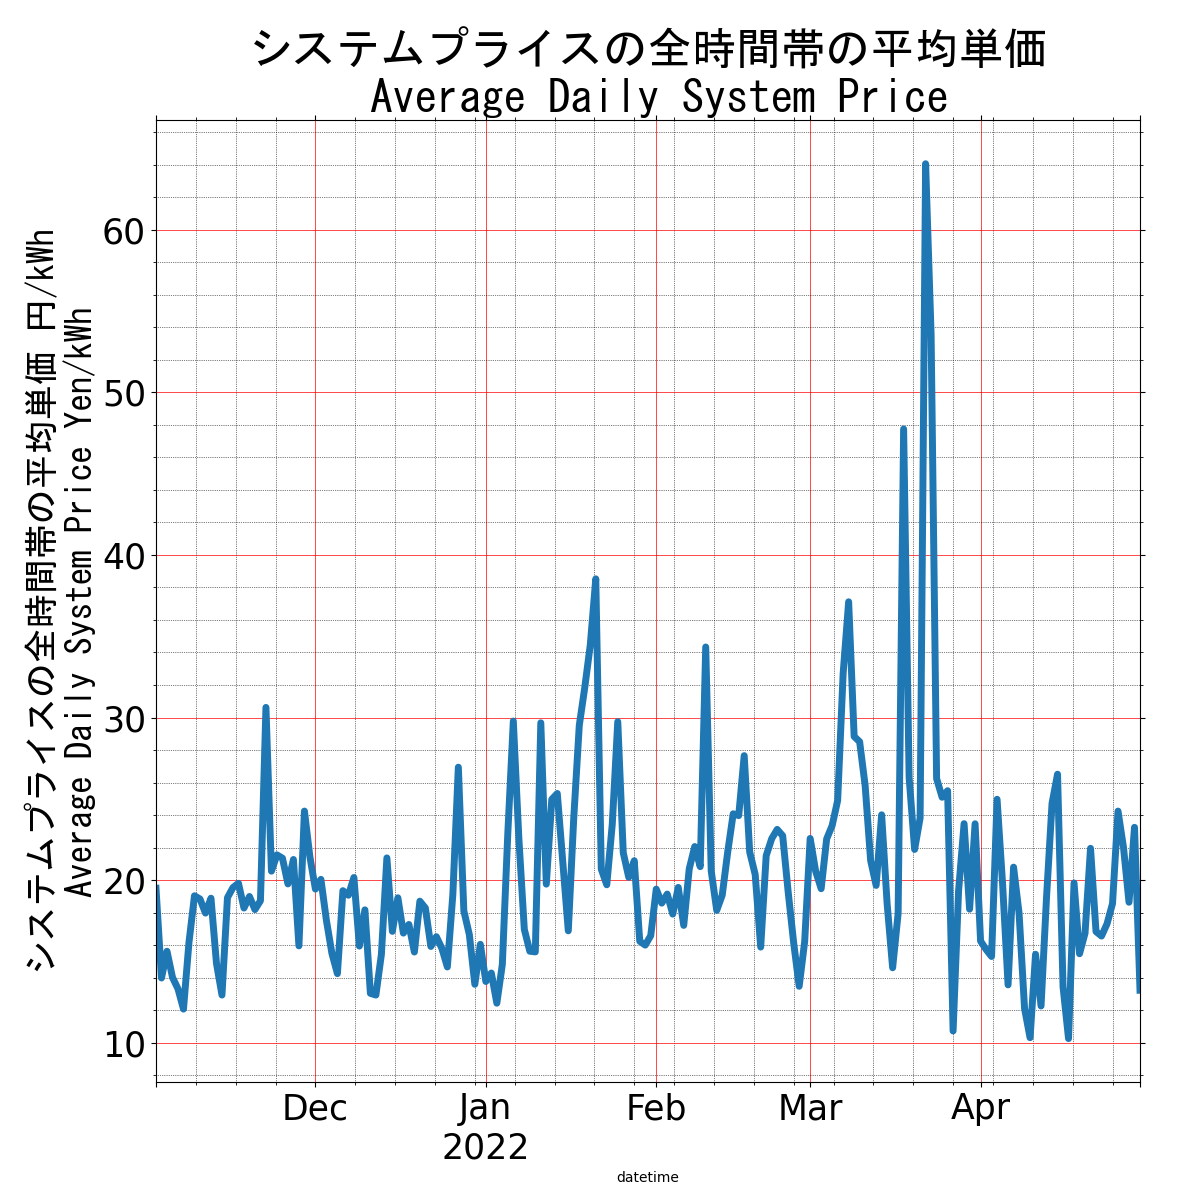 システムプライスの全時間帯の平均単価
Average Daily System Price
システムプライスの全時間帯の平均単価 円/kWh
Average Daily System Price Yen/kWh
60
50
40
30
20
10
Dec
Jan
2022
Feb
Mar
Apr
datetime